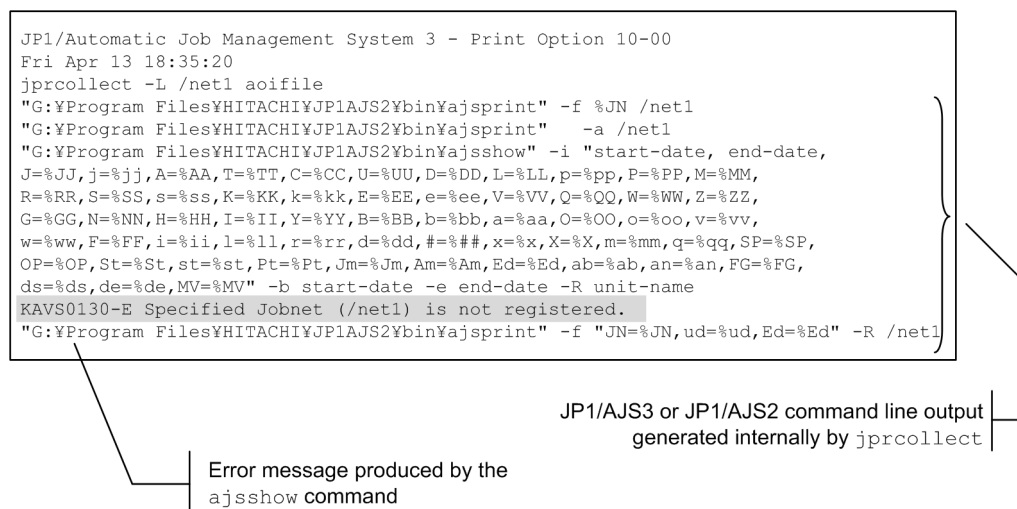 JP1/Automatic Job Management System 3 - Print Option 10-00
Fri Apr 13 18:35:20
jprcollect -L /net1 aoifile
"G:¥Program Files¥HITACHI¥JP1AJS2¥bin¥ajsprint" -f %JN /net1
"G:¥Program Files¥HITACHI¥JP1AJS2¥bin¥ajsprint"   -a /net1
"G:¥Program Files¥HITACHI¥JP1AJS2¥bin¥ajsshow" -i "start-date, end-date,
J=%JJ,j=%jj,A=%AA,T=%TT,C=%CC,U=%UU,D=%DD,L=%LL,p=%pp,P=%PP,M=%MM,
R=%RR,S=%SS,s=%ss,K=%KK,k=%kk,E=%EE,e=%ee,V=%VV,Q=%QQ,W=%WW,Z=%ZZ,
G=%GG,N=%NN,H=%HH,I=%II,Y=%YY,B=%BB,b=%bb,a=%aa,O=%OO,o=%oo,v=%vv,
w=%ww,F=%FF,i=%ii,l=%ll,r=%rr,d=%dd,#=%##,x=%x,X=%X,m=%mm,q=%qq,SP=%SP,
OP=%OP,St=%St,st=%st,Pt=%Pt,Jm=%Jm,Am=%Am,Ed=%Ed,ab=%ab,an=%an,FG=%FG,
ds=%ds,de=%de,MV=%MV" -b start-date -e end-date -R unit-name
KAVS0130-E Specified Jobnet (/net1) is not registered.
"G:¥Program Files¥HITACHI¥JP1AJS2¥bin¥ajsprint" -f "JN=%JN,ud=%ud,Ed=%Ed" -R /net1
JP1/AJS3 or JP1/AJS2 command line output
generated internally by jprcollect
Error message produced by the
ajsshow command